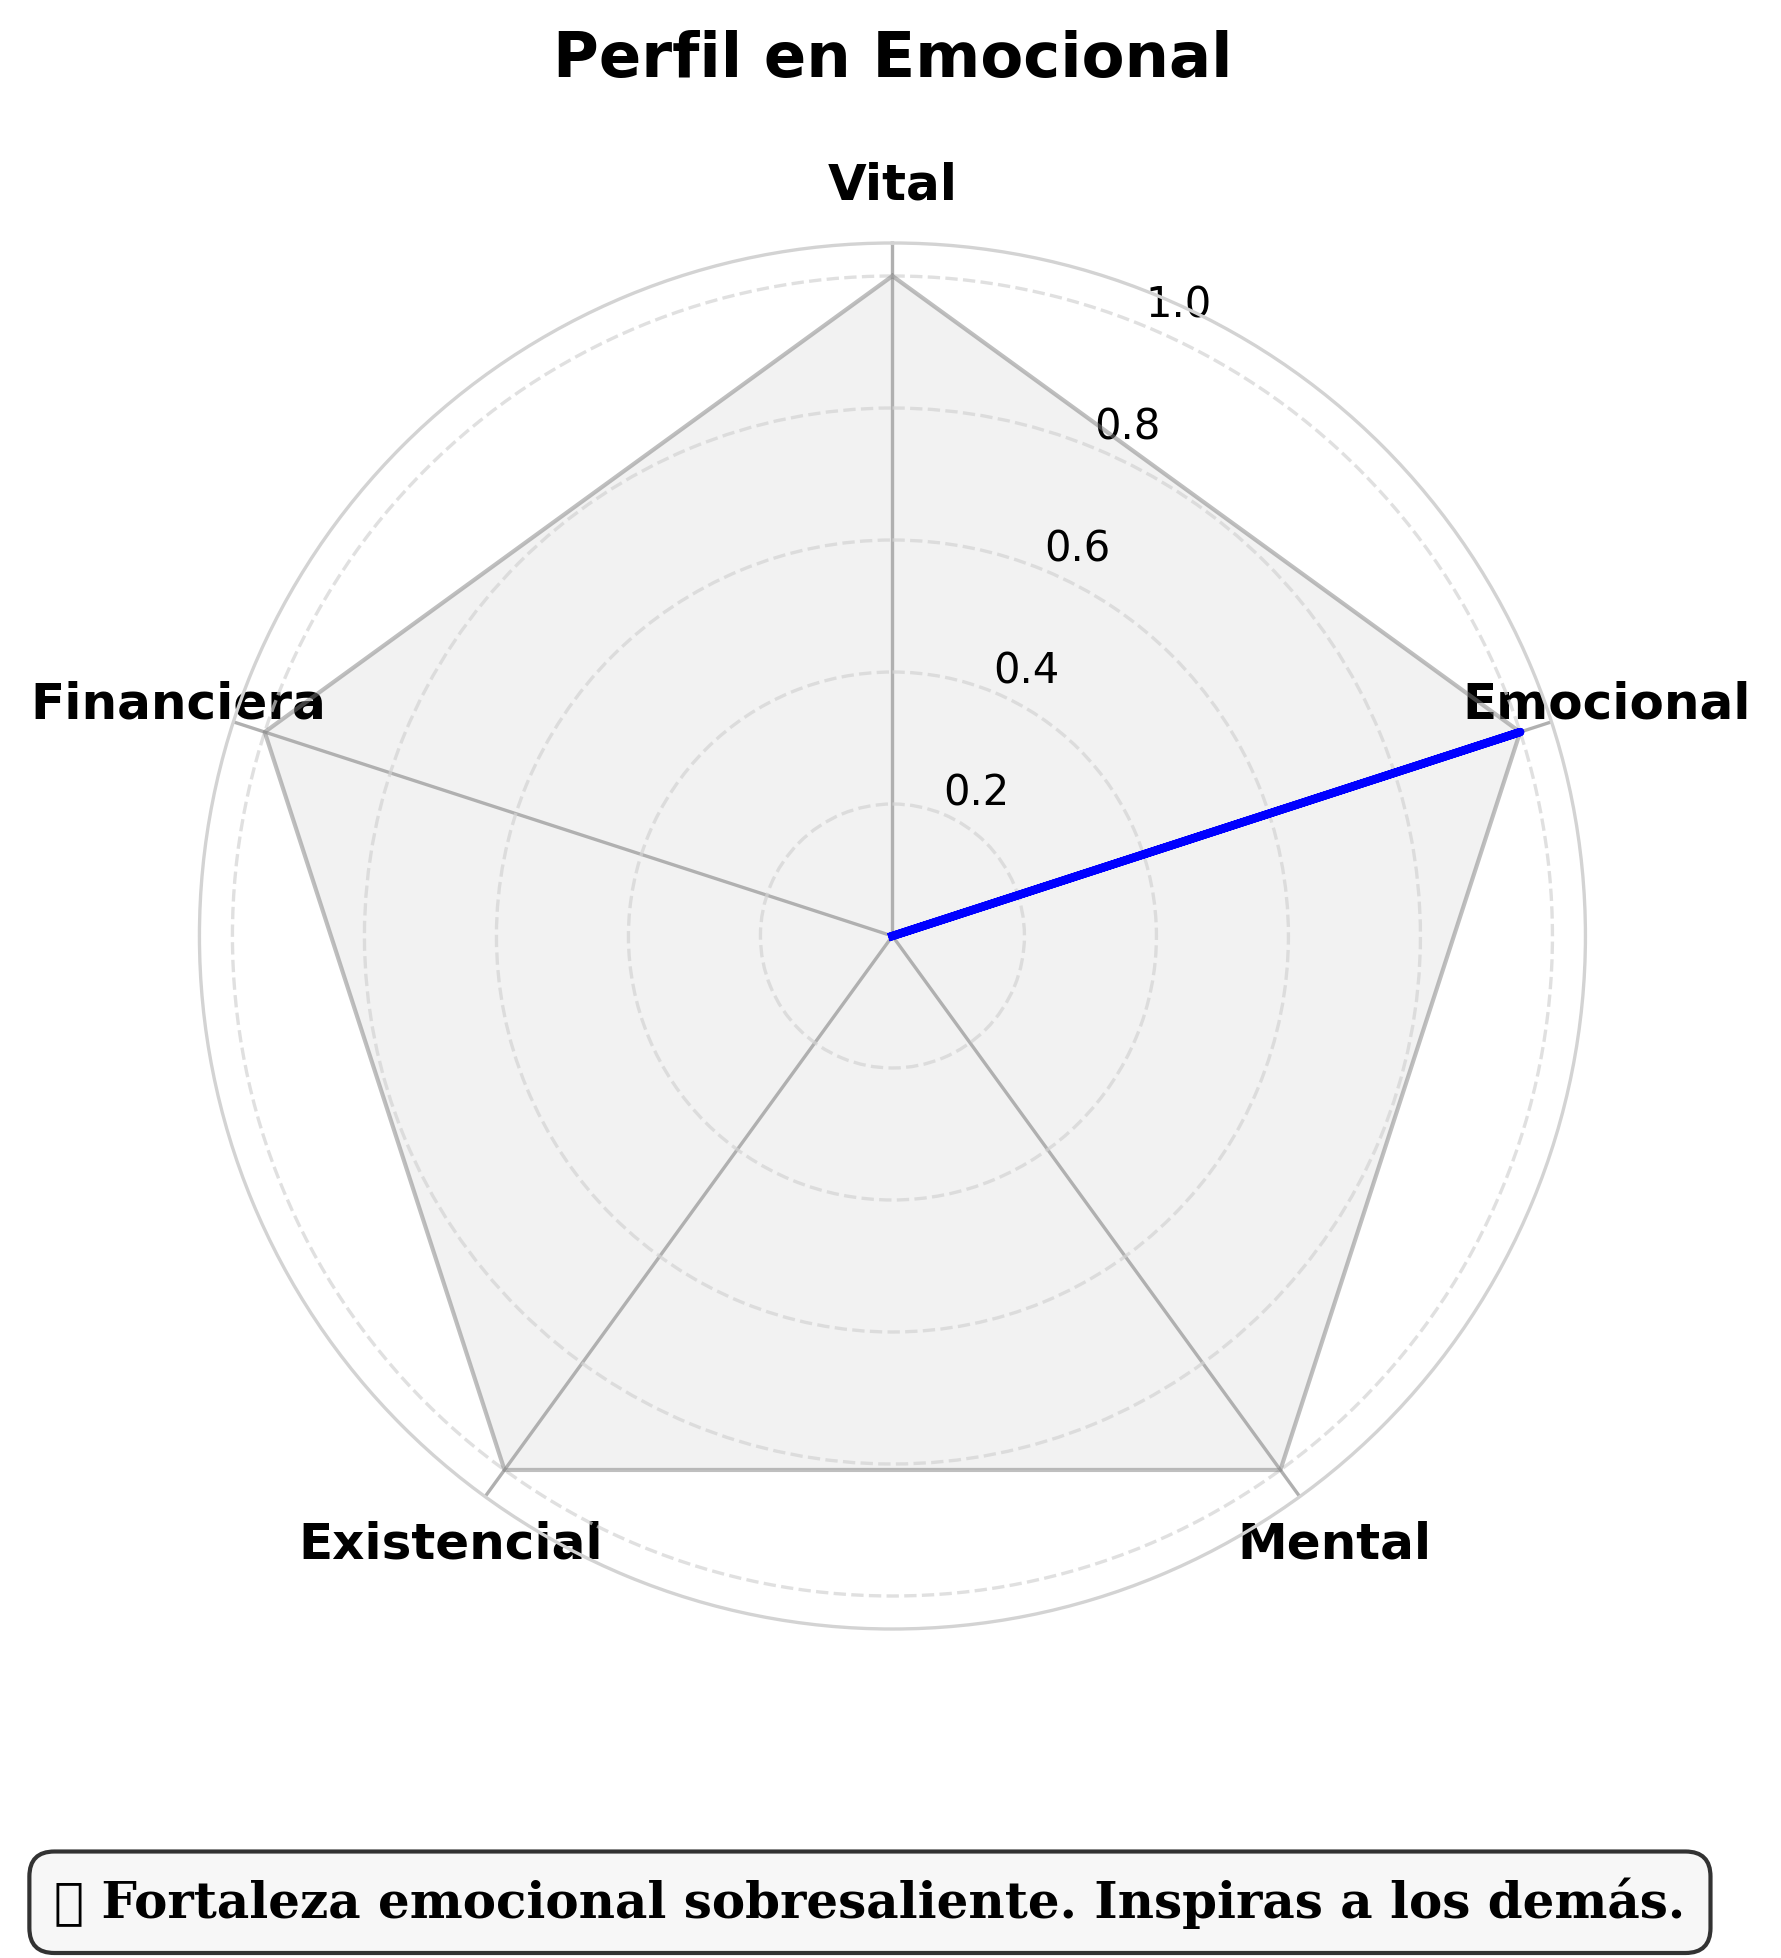 Perfil en Emocional
Vital
1.0
0.8
0.6
0.4
Financiera
Emocional
0.2
Existencial
Mental
Fortaleza emocional sobresaliente. Inspiras a los demás.